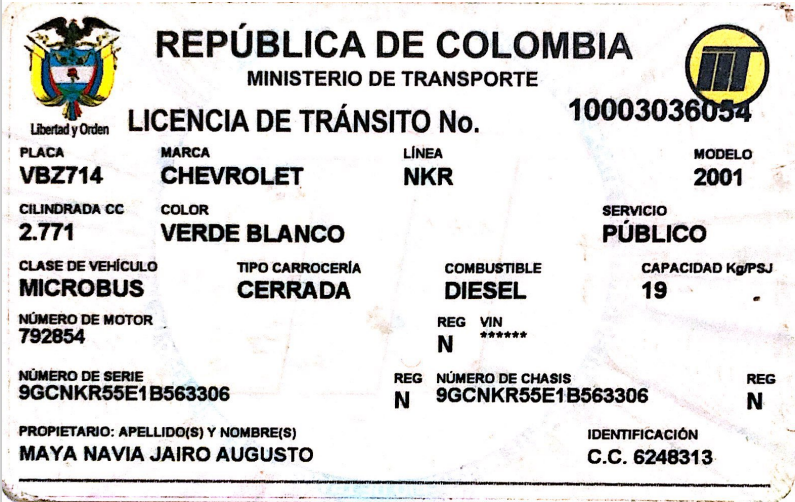 REPÚBLICA DE COLOMBIA
MINISTERIO DE TRANSPORTE
Libertad y Orden
LICENCIA DE TRÁNSITO No. 10003036054
PLACA MARCA LÍNEA MODELO
VBZ714 CHEVROLET NKR 2001
CILINDRADA CC COLOR SERVICIO
2.771 VERDE BLANCO PÚBLICO
CLASE DE VEHÍCULO TIPO CARROCERÍA COMBUSTIBLE CAPACIDAD Kg/PSJ
MICROBUS CERRADA DIESEL 19
NÚMERO DE MOTOR REG VIN
792854 N ******
NÚMERO DE SERIE REG NÚMERO DE CHASIS REG
9GCNKR55E1B563306 N 9GCNKR55E1B563306 N
PROPIETARIO: APELLIDO(S) Y NOMBRE(S) IDENTIFICACIÓN
MAYA NAVIA JAIRO AUGUSTO C.C. 6248313